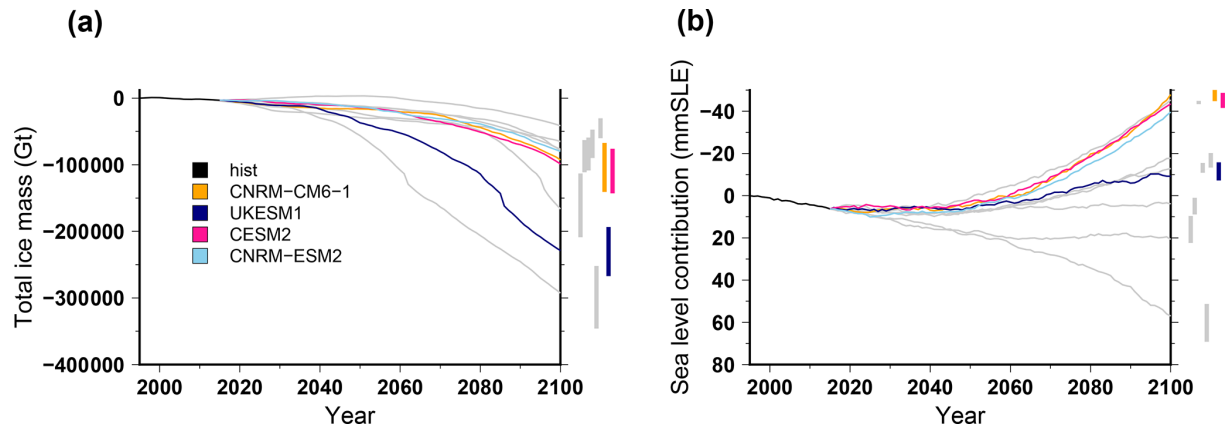 (a)
Total ice mass (Gt)
0
−100000
−200000
−300000
−400000
hist
CNRM−CM6−1
UKESM1
CESM2
CNRM−ESM2
2000 2020 2040 2060 2080 2100
Year
(b)
Sea level contribution (mmSLE)
−40
−20
0
20
40
60
80
2000 2020 2040 2060 2080 2100
Year